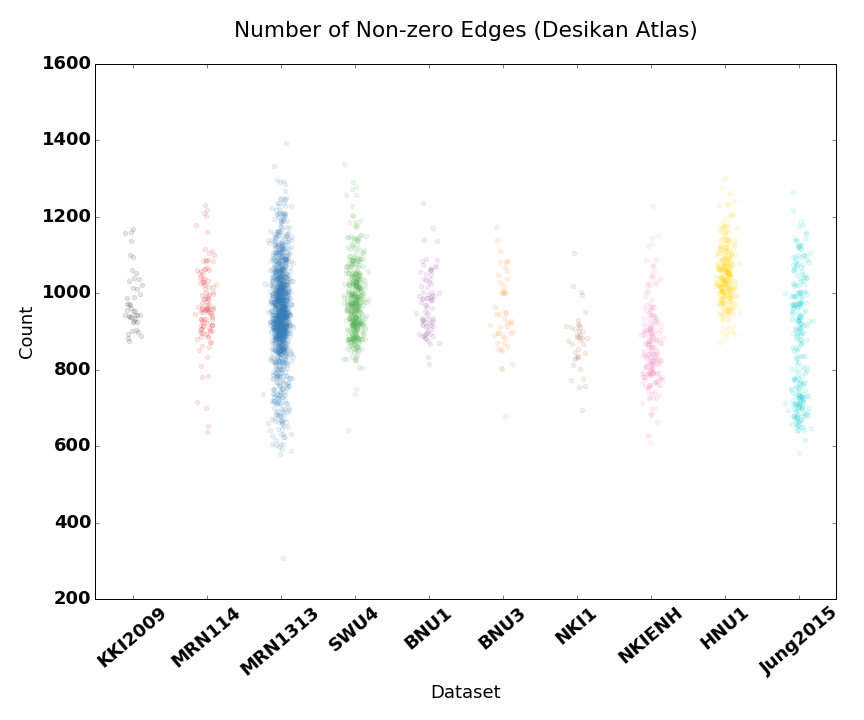 Number of Non-zero Edges (Desikan Atlas)
1600
1400
1200
1000
800
600
400
200
Count
KKI2009
MRN114
MRN1313
SWU4
BNU1
BNU3
NKI1
NKIENH
HNU1
Jung2015
Dataset